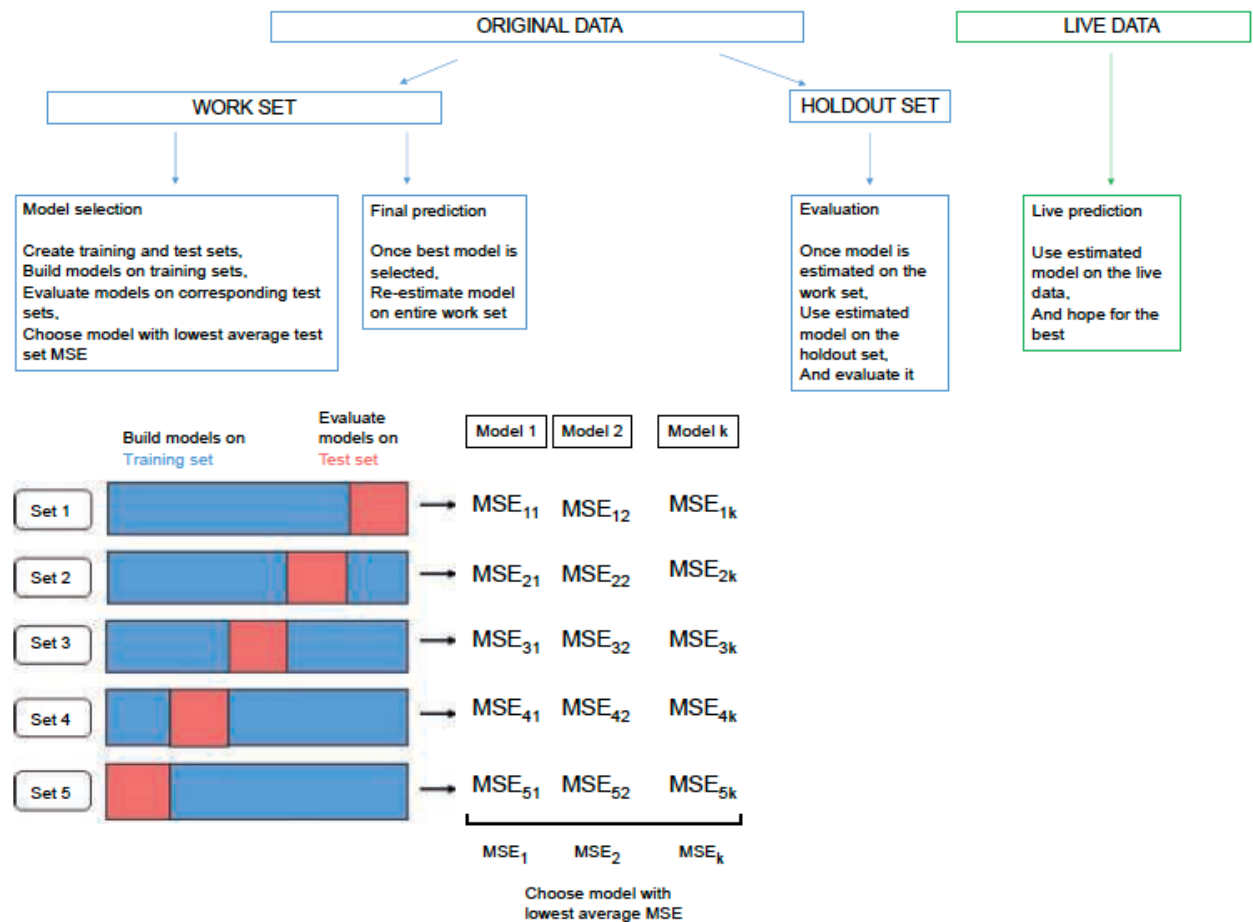 ORIGINAL DATA
LIVE DATA
WORK SET
HOLDOUT SET
Model selection
Create training and test sets,
Build models on training sets,
Evaluate models on corresponding test
sets,
Choose model with lowest average test
set MSE
Final prediction
Once best model is
selected,
Re-estimate model
on entire work set
Evaluation
Once model is
estimated on the
work set,
Use estimated
model on the
holdout set,
And evaluate it
Live prediction
Use estimated
model on the live
data,
And hope for the
best
Build models on
Training set
Evaluate
models on
Test set
Model 1 Model 2 Model k
Set 1 MSE₁₁ MSE₁₂ MSE₁ₖ
Set 2 MSE₂₁ MSE₂₂ MSE₂ₖ
Set 3 MSE₃₁ MSE₃₂ MSE₃ₖ
Set 4 MSE₄₁ MSE₄₂ MSE₄ₖ
Set 5 MSE₅₁ MSE₅₂ MSE₅ₖ
MSE₁ MSE₂ MSEₖ
Choose model with
lowest average MSE